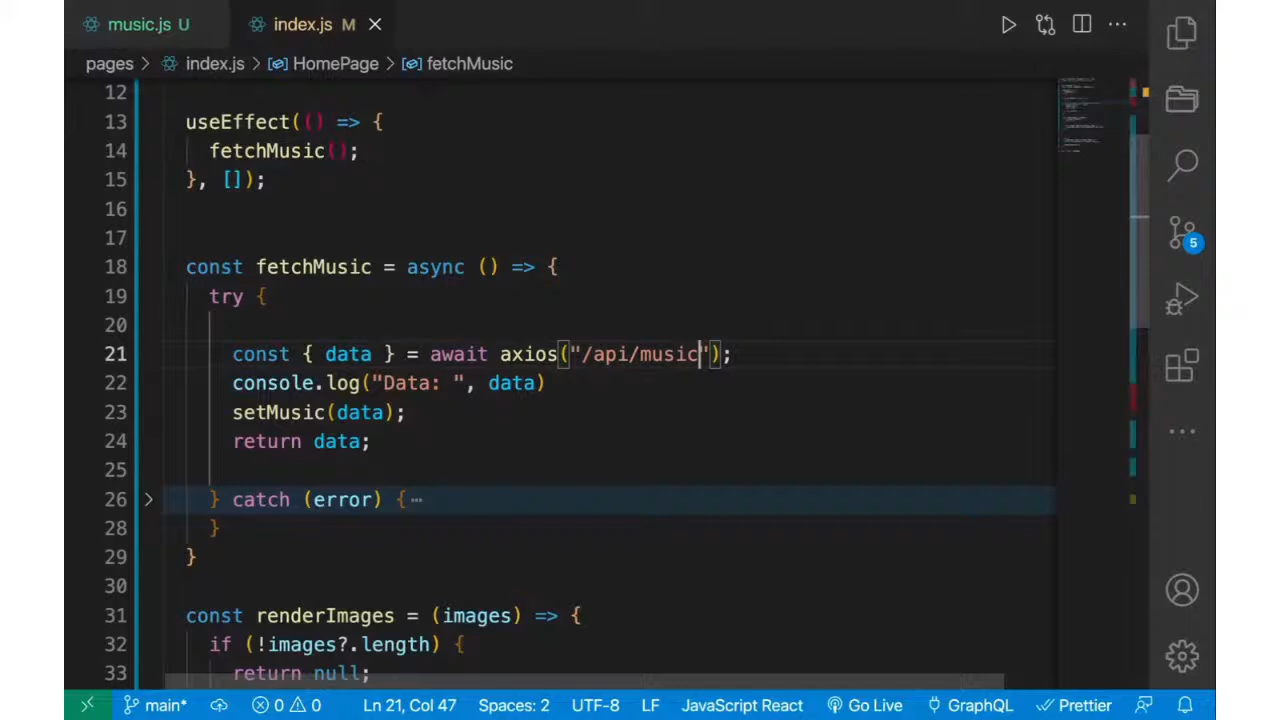 music.js U
index.js M
pages > index.js > HomePage > fetchMusic
12
13 useEffect(() => {
14 fetchMusic();
15 }, []);
16
17
18 const fetchMusic = async () => {
19 try {
20
21 const { data } = await axios("/api/music");
22 console.log("Data: ", data)
23 setMusic(data);
24 return data;
25
26 } catch (error) {⋯
28 }
29 }
30
31 const renderImages = (images) => {
32 if (!images?.length) {
33 return null;
5
main* 0 0 Ln 21, Col 47 Spaces: 2 UTF-8 LF JavaScript React Go Live GraphQL Prettier